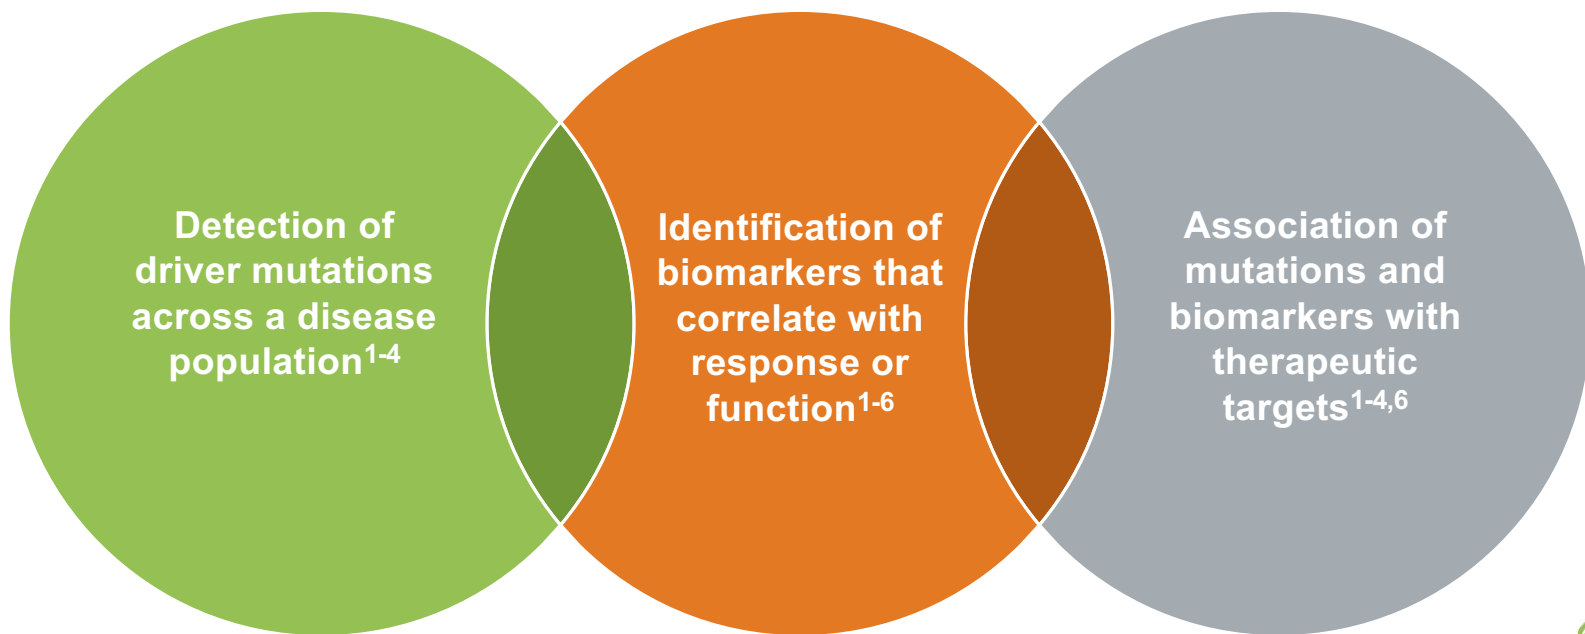 Detection of
driver mutations
across a disease
population1-4
Identification of
biomarkers that
correlate with
response or
function1-6
Association of
mutations and
biomarkers with
therapeutic
targets1-4,6